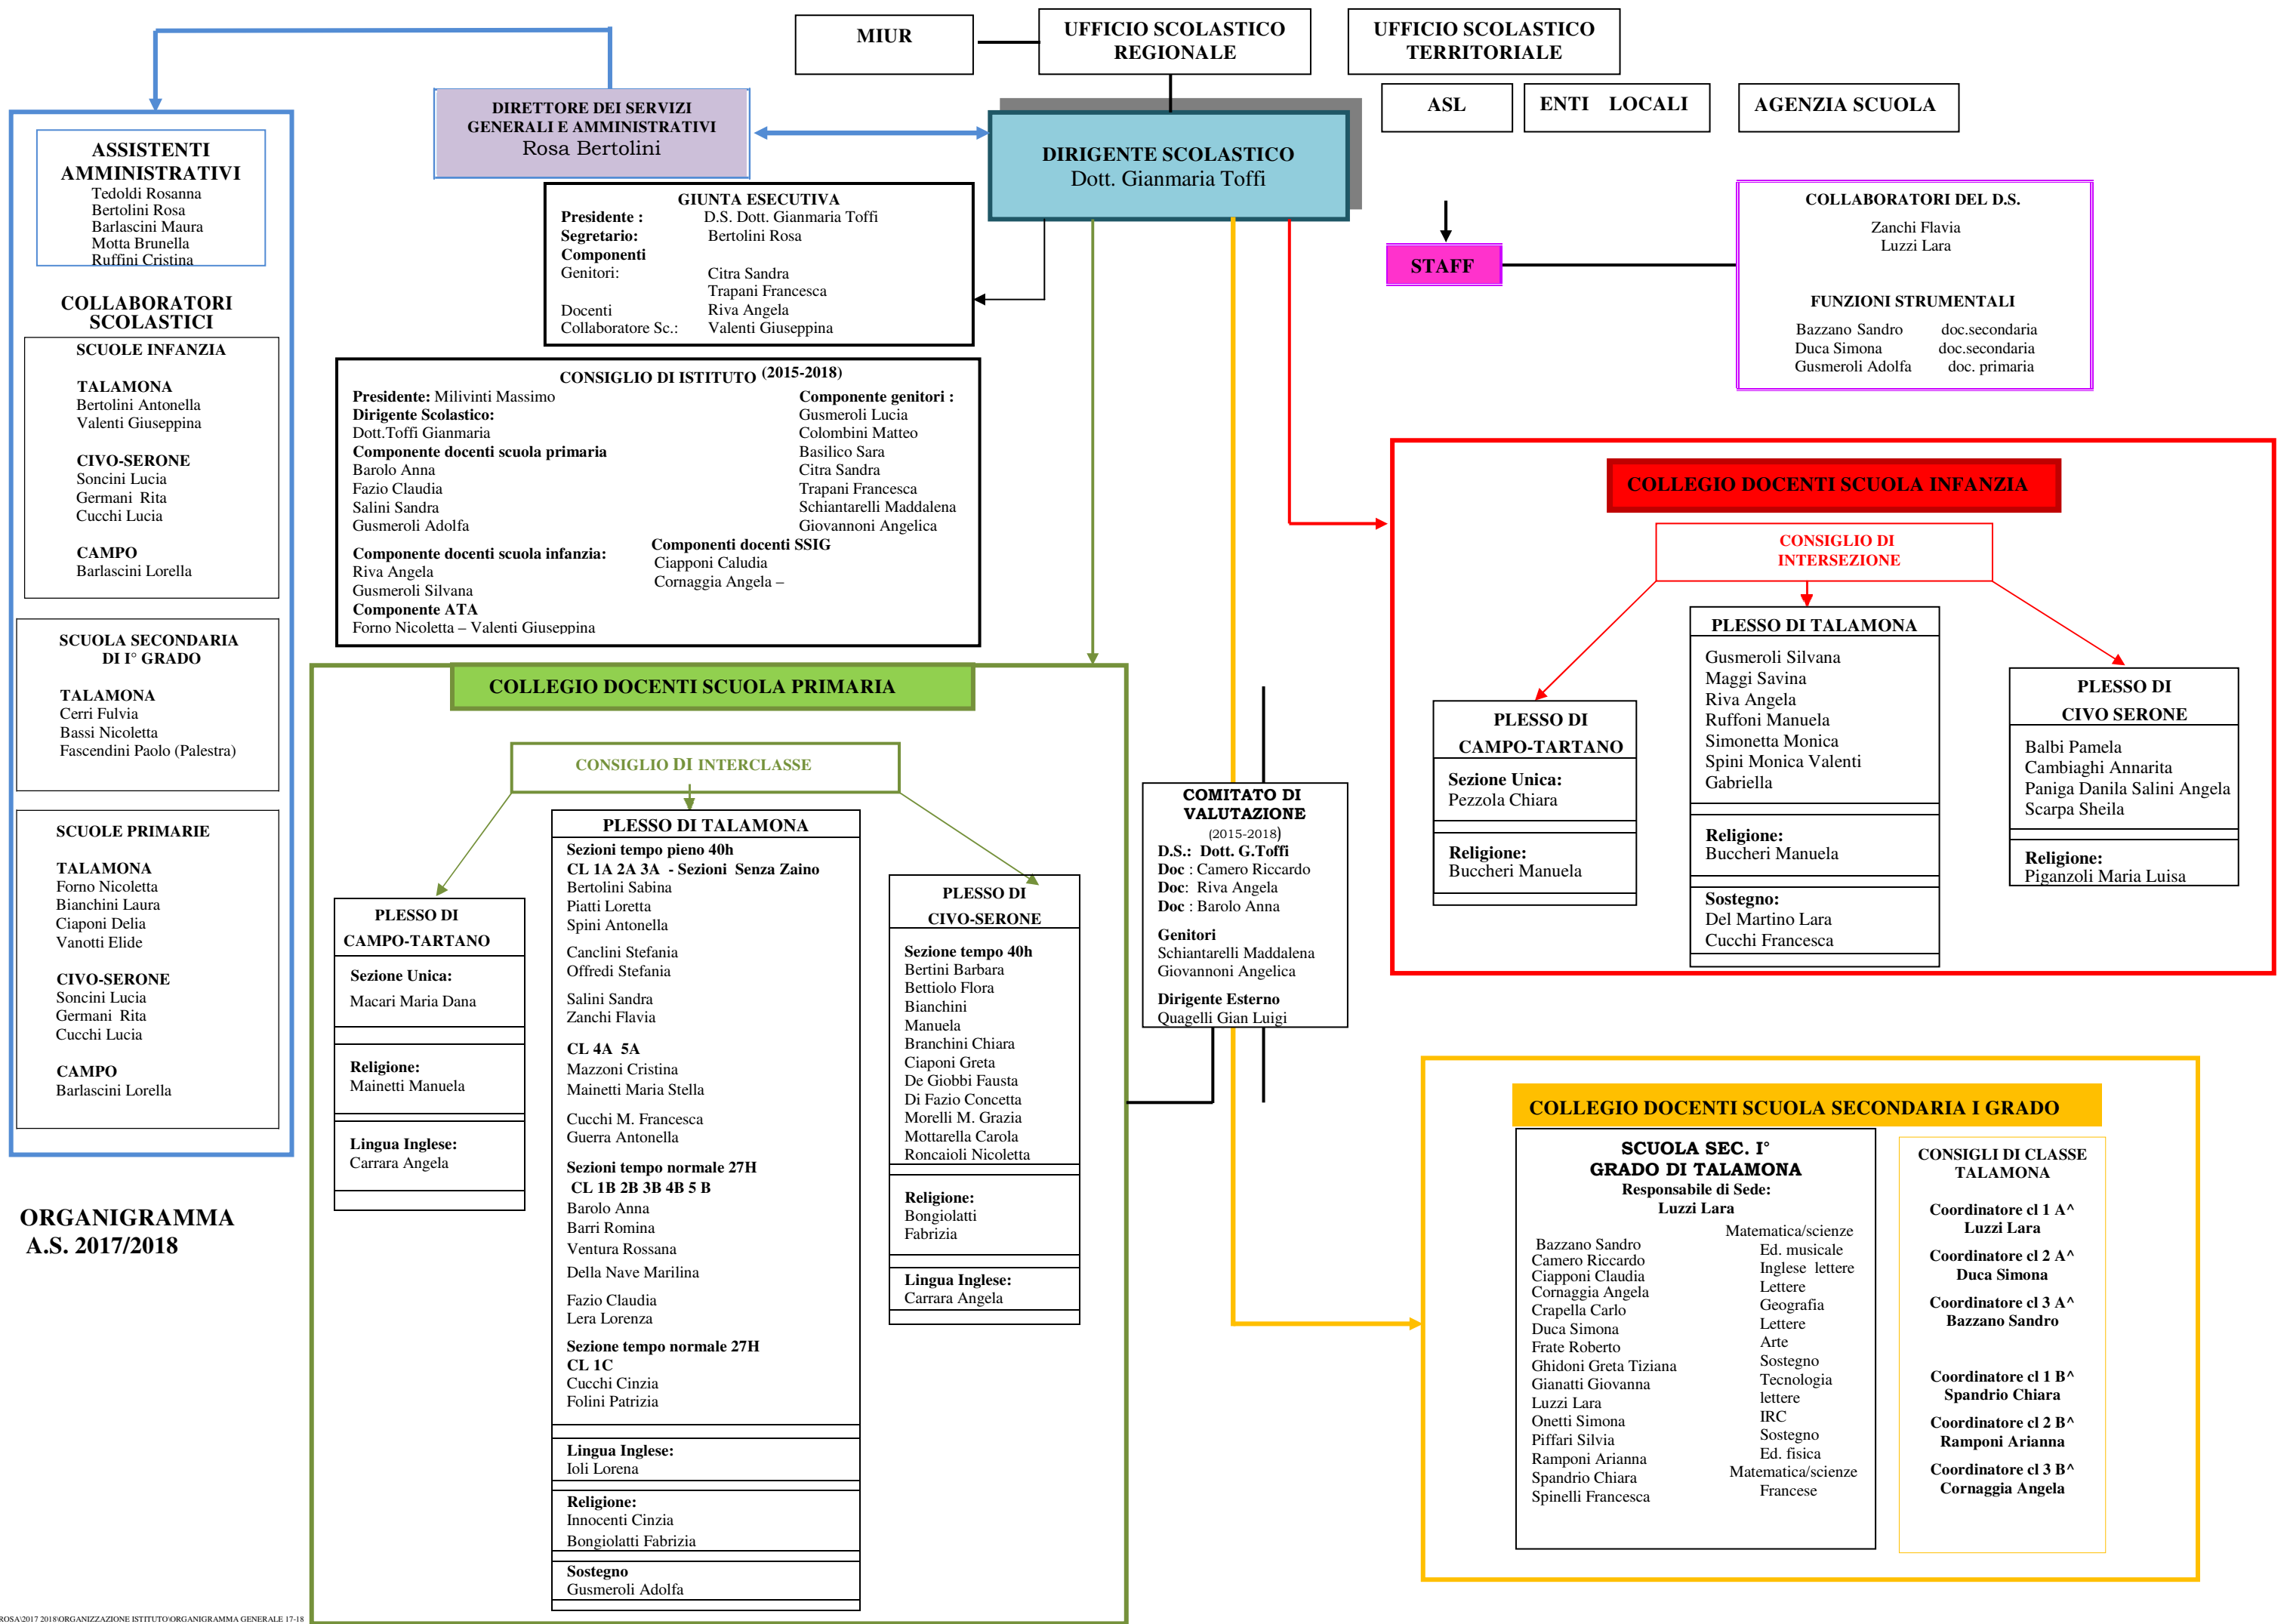 MIUR
UFFICIO SCOLASTICO
REGIONALE
UFFICIO SCOLASTICO
TERRITORIALE
ASL
ENTI LOCALI
AGENZIA SCUOLA
DIRETTORE DEI SERVIZI
GENERALI E AMMINISTRATIVI
Rosa Bertolini
DIRIGENTE SCOLASTICO
Dott. Gianmaria Toffi
ASSISTENTI
AMMINISTRATIVI
Tedoldi Rosanna
Bertolini Rosa
Barlascini Maura
Motta Brunella
Ruffini Cristina
COLLABORATORI
SCOLASTICI
SCUOLE INFANZIA
TALAMONA
Bertolini Antonella
Valenti Giuseppina
CIVO-SERONE
Soncini Lucia
Germani Rita
Cucchi Lucia
CAMPO
Barlascini Lorella
SCUOLA SECONDARIA
DI I° GRADO
TALAMONA
Cerri Fulvia
Bassi Nicoletta
Fascendini Paolo (Palestra)
SCUOLE PRIMARIE
TALAMONA
Forno Nicoletta
Bianchini Laura
Ciaponi Delia
Vanotti Elide
CIVO-SERONE
Soncini Lucia
Germani Rita
Cucchi Lucia
CAMPO
Barlascini Lorella
ORGANIGRAMMA
A.S. 2017/2018
GIUNTA ESECUTIVA
Presidente : D.S. Dott. Gianmaria Toffi
Segretario: Bertolini Rosa
Componenti
Genitori: Citra Sandra
Trapani Francesca
Docenti Riva Angela
Collaboratore Sc.: Valenti Giuseppina
CONSIGLIO DI ISTITUTO (2015-2018)
Presidente: Milivinti Massimo
Dirigente Scolastico:
Dott.Toffi Gianmaria
Componente docenti scuola primaria
Barolo Anna
Fazio Claudia
Salini Sandra
Gusmeroli Adolfa
Componente docenti scuola infanzia:
Riva Angela
Gusmeroli Silvana
Componente ATA
Forno Nicoletta – Valenti Giuseppina
Componente genitori :
Gusmeroli Lucia
Colombini Matteo
Basilico Sara
Citra Sandra
Trapani Francesca
Schiantarelli Maddalena
Giovannoni Angelica
Componenti docenti SSIG
Ciapponi Caludia
Cornaggia Angela –
STAFF
COLLABORATORI DEL D.S.
Zanchi Flavia
Luzzi Lara
FUNZIONI STRUMENTALI
Bazzano Sandro doc.secondaria
Duca Simona doc.secondaria
Gusmeroli Adolfa doc. primaria
COLLEGIO DOCENTI SCUOLA INFANZIA
CONSIGLIO DI
INTERSEZIONE
PLESSO DI
CAMPO-TARTANO
Sezione Unica:
Pezzola Chiara
Religione:
Buccheri Manuela
PLESSO DI TALAMONA
Gusmeroli Silvana
Maggi Savina
Riva Angela
Ruffoni Manuela
Simonetta Monica
Spini Monica Valenti
Gabriella
Religione:
Buccheri Manuela
Sostegno:
Del Martino Lara
Cucchi Francesca
PLESSO DI
CIVO SERONE
Balbi Pamela
Cambiaghi Annarita
Paniga Danila Salini Angela
Scarpa Sheila
Religione:
Piganzoli Maria Luisa
COLLEGIO DOCENTI SCUOLA PRIMARIA
CONSIGLIO DI INTERCLASSE
PLESSO DI
CAMPO-TARTANO
Sezione Unica:
Macari Maria Dana
Religione:
Mainetti Manuela
Lingua Inglese:
Carrara Angela
PLESSO DI TALAMONA
Sezioni tempo pieno 40h
CL 1A 2A 3A - Sezioni Senza Zaino
Bertolini Sabina
Piatti Loretta
Spini Antonella
Canclini Stefania
Offredi Stefania
Salini Sandra
Zanchi Flavia
CL 4A 5A
Mazzoni Cristina
Mainetti Maria Stella
Cucchi M. Francesca
Guerra Antonella
Sezioni tempo normale 27H
CL 1B 2B 3B 4B 5 B
Barolo Anna
Barri Romina
Ventura Rossana
Della Nave Marilina
Fazio Claudia
Lera Lorenza
Sezione tempo normale 27H
CL 1C
Cucchi Cinzia
Folini Patrizia
Lingua Inglese:
Ioli Lorena
Religione:
Innocenti Cinzia
Bongiolatti Fabrizia
Sostegno
Gusmeroli Adolfa
PLESSO DI
CIVO-SERONE
Sezione tempo 40h
Bertini Barbara
Bettiolo Flora
Bianchini
Manuela
Branchini Chiara
Ciaponi Greta
De Giobbi Fausta
Di Fazio Concetta
Morelli M. Grazia
Mottarella Carola
Roncaioli Nicoletta
Religione:
Bongiolatti
Fabrizia
Lingua Inglese:
Carrara Angela
COMITATO DI
VALUTAZIONE
(2015-2018)
D.S.: Dott. G.Toffi
Doc : Camero Riccardo
Doc: Riva Angela
Doc : Barolo Anna
Genitori
Schiantarelli Maddalena
Giovannoni Angelica
Dirigente Esterno
Quagelli Gian Luigi
COLLEGIO DOCENTI SCUOLA SECONDARIA I GRADO
SCUOLA SEC. I°
GRADO DI TALAMONA
Responsabile di Sede:
Luzzi Lara
Bazzano Sandro Matematica/scienze
Camero Riccardo Ed. musicale
Ciapponi Claudia Inglese lettere
Cornaggia Angela Lettere
Crapella Carlo Geografia
Duca Simona Lettere
Frate Roberto Arte
Ghidoni Greta Tiziana Sostegno
Gianatti Giovanna Tecnologia
Luzzi Lara lettere
Onetti Simona IRC
Piffari Silvia Sostegno
Ramponi Arianna Ed. fisica
Spandrio Chiara Matematica/scienze
Spinelli Francesca Francese
CONSIGLI DI CLASSE
TALAMONA
Coordinatore cl 1 A^
Luzzi Lara
Coordinatore cl 2 A^
Duca Simona
Coordinatore cl 3 A^
Bazzano Sandro
Coordinatore cl 1 B^
Spandrio Chiara
Coordinatore cl 2 B^
Ramponi Arianna
Coordinatore cl 3 B^
Cornaggia Angela
ROSA\2017 2018\ORGANIZZAZIONE ISTITUTO\ORGANIGRAMMA GENERALE 17-18